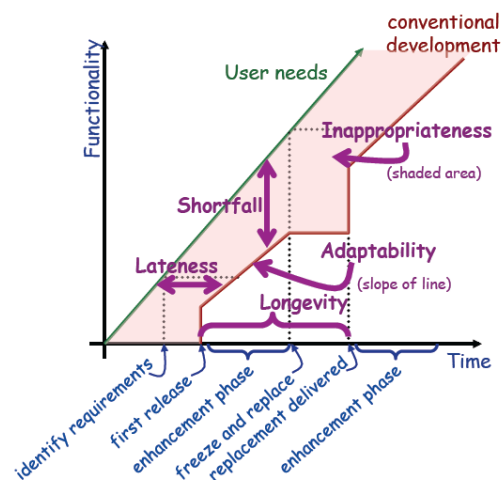 conventional
development
User needs
Functionality
Inappropriateness
(shaded area)
Shortfall
Adaptability
(slope of line)
Lateness
Longevity
Time
identify requirements
first release
enhancement phase
freeze and replace
replacement delivered
enhancement phase